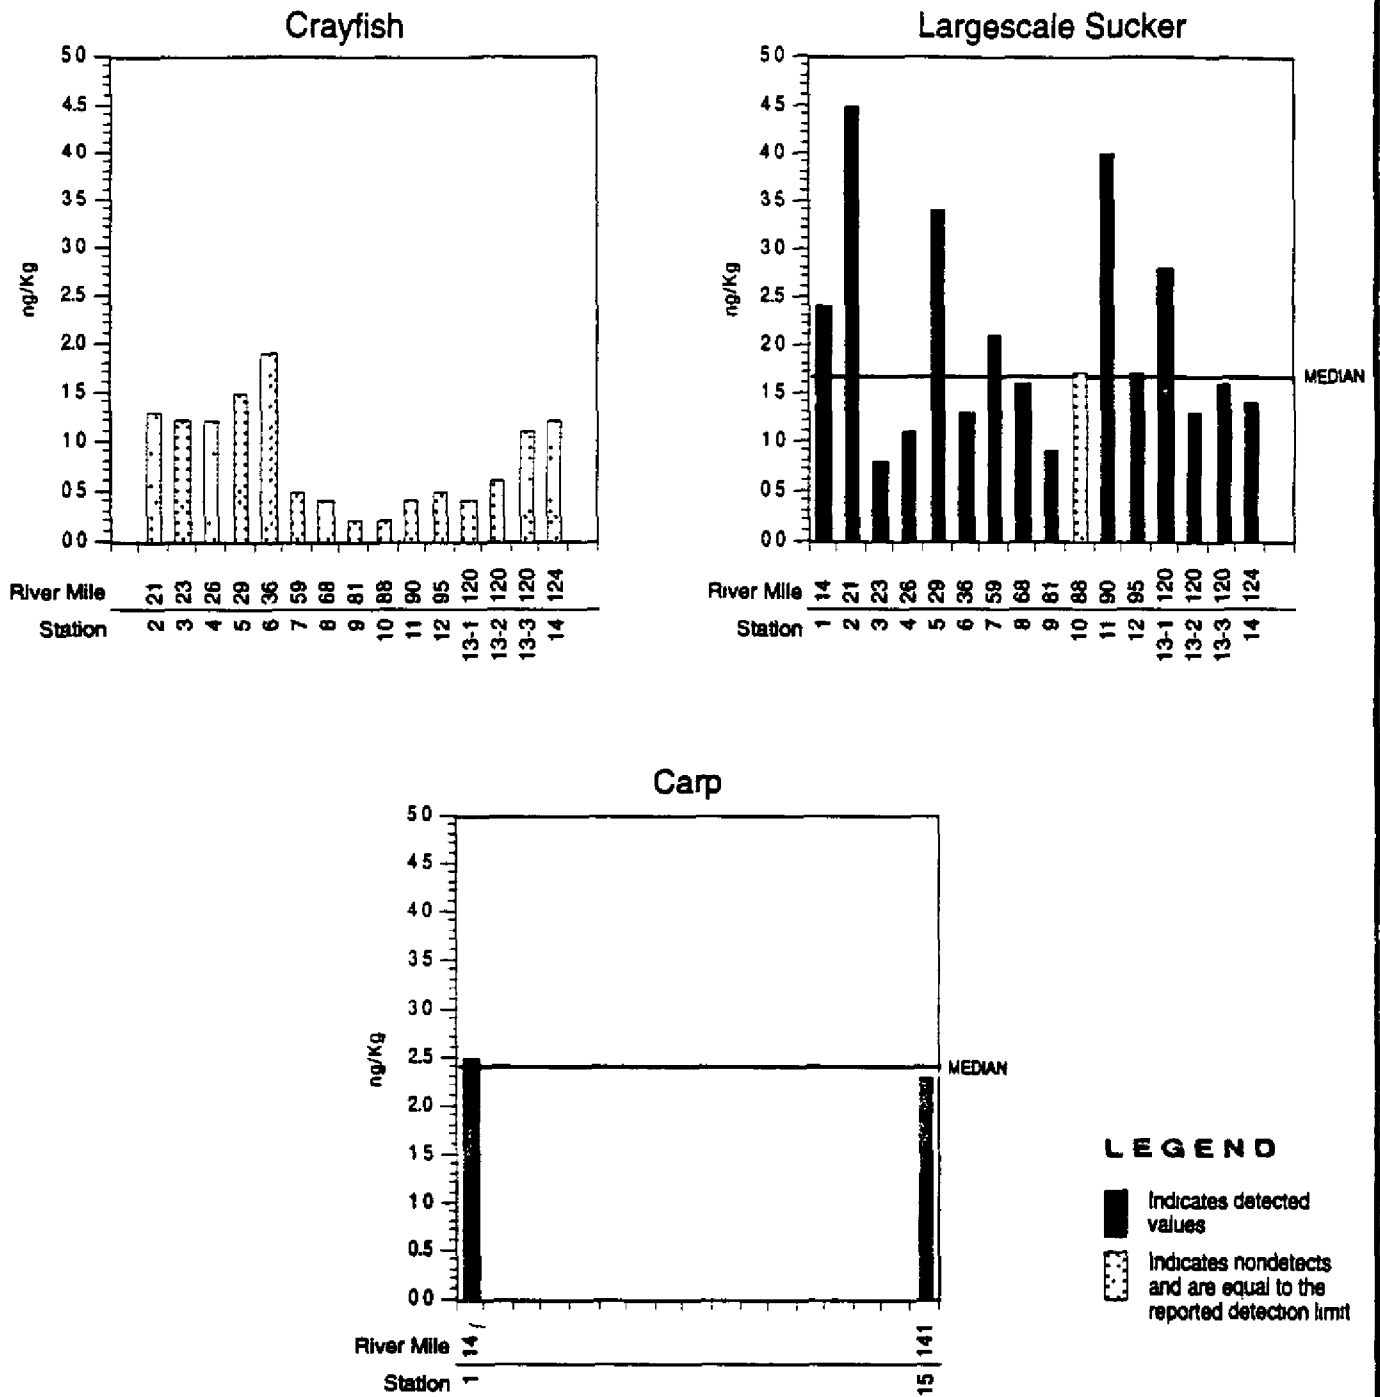 Crayfish
5 0
4.5
4 0
3.5
3 0
2.5
2.0
1 5
1 0
0 5
0 0
ng/Kg
River Mile 21 23 26 29 36 59 68 81 88 90 95 120 120 120 124
Station 2 3 4 5 6 7 8 9 10 11 12 13-1 13-2 13-3 14
Largescale Sucker
5 0
4 5
4 0
3.5
3 0
2 5
2 0
1 5
1 0
0 5
0 0
ng/Kg
MEDIAN
River Mile 14 21 23 26 29 36 59 68 81 88 90 95 120 120 120 124
Station 1 2 3 4 5 6 7 8 9 10 11 12 13-1 13-2 13-3 14
Carp
5 0
4 5
4 0
3 5
3 0
2.5
2.0
1 5
1 0
0.5
0 0
ng/Kg
MEDIAN
River Mile 14 141
Station 1 15
LEGEND
Indicates detected
values
Indicates nondetects
and are equal to the
reported detection limit